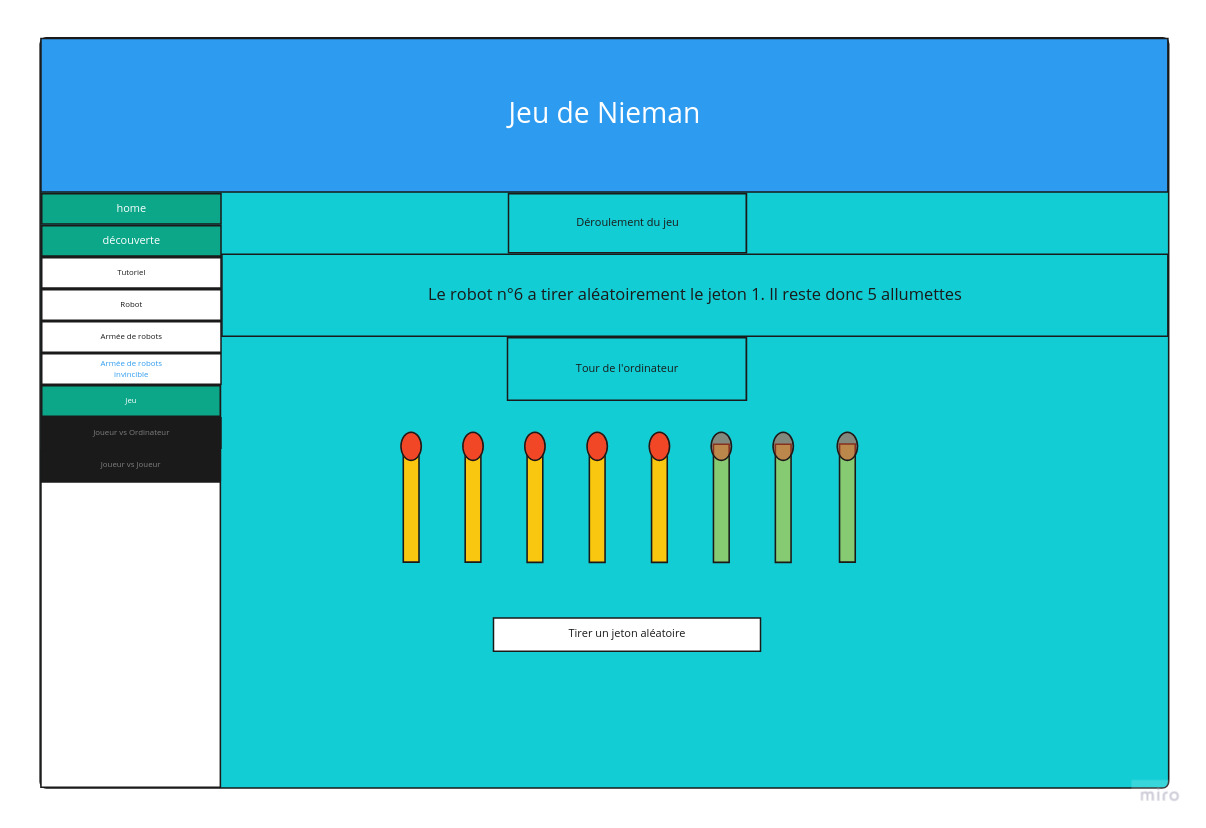 Jeu de Nieman
home
découverte
Tutoriel
Robot
Armée de robots
Armée de robots
invincible
Jeu
Joueur vs Ordinateur
Joueur vs Joueur
Déroulement du jeu
Le robot n°6 a tirer aléatoirement le jeton 1. Il reste donc 5 allumettes
Tour de l'ordinateur
Tirer un jeton aléatoire
miro